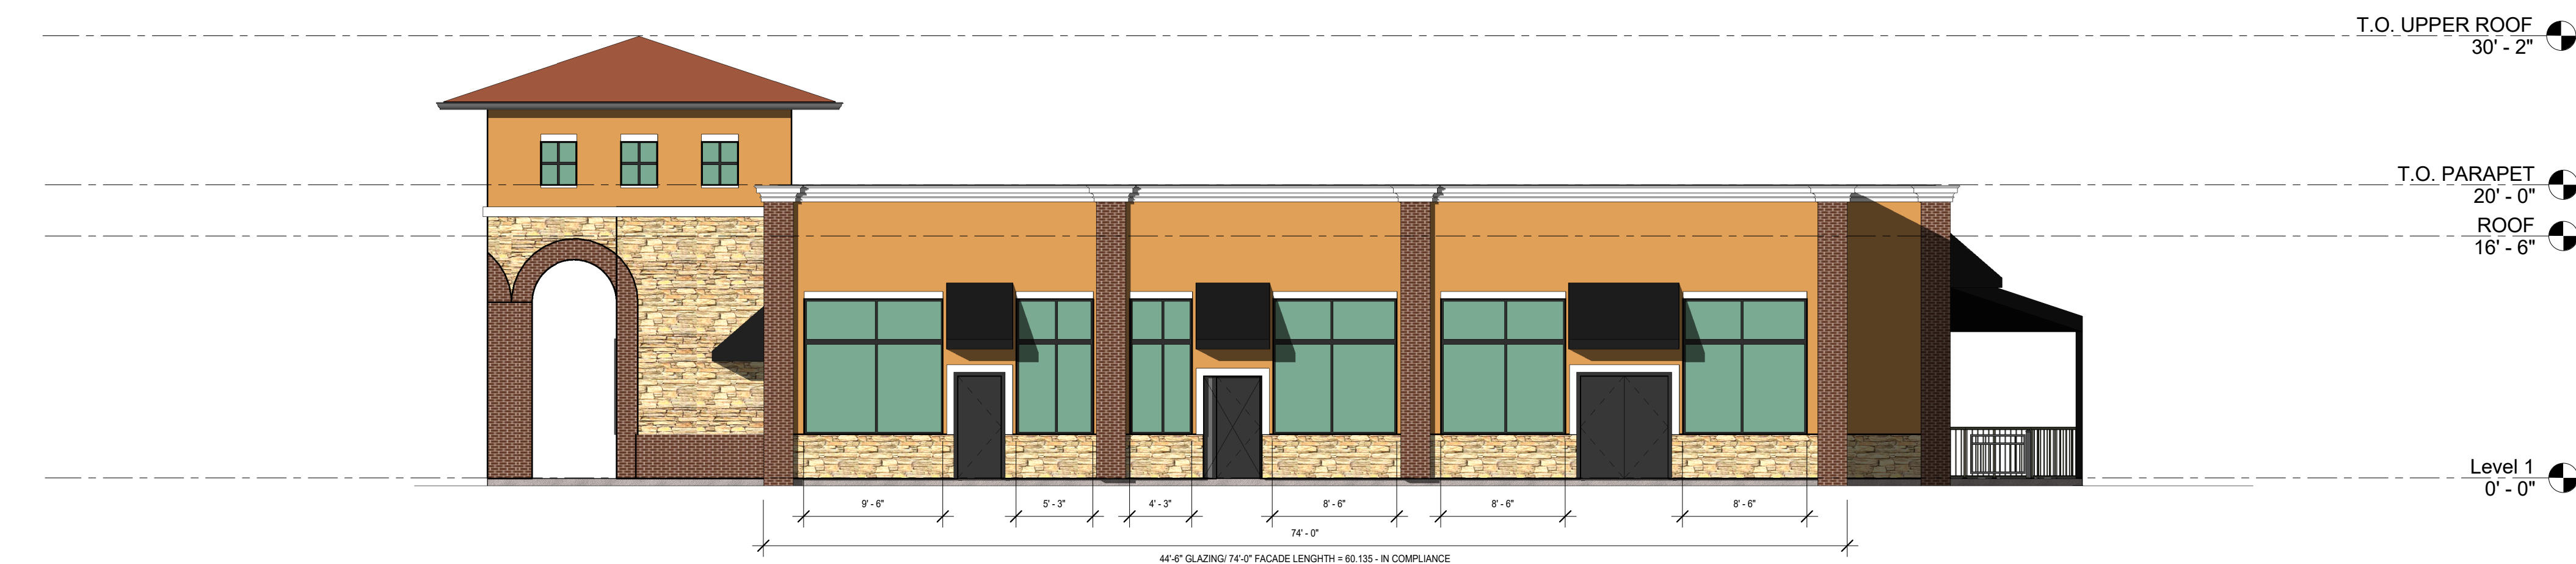 T.O. UPPER ROOF
30' - 2"
T.O. PARAPET
20' - 0"
ROOF
16' - 6"
Level 1
0' - 0"
9' - 6"
5' - 3"
4' - 3"
8' - 6"
8' - 6"
8' - 6"
74' - 0"
44'-6" GLAZING/ 74'-0" FACADE LENGHTH = 60.135 - IN COMPLIANCE